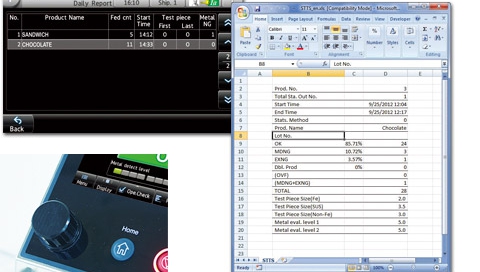 Daily Report 16:10 Ship. 1
No. Product Name Fed cnt Start Time Test piece First Last Metal NG
1 SANDWICH 5 14:12 0 0 1
2 CHOCOLATE 11 14:33 0 0
Back
Metal detect level
Menu
Display
Ope.Check
Home
STTS_en.xls [Compatibility Mode] - Microsoft...
Home Insert Page Layout Formulas Data Review View
Paste
Calibri 11
Alignment Number Styles Cells
Clipboard Font Editing
B8
A B C D E
1
2 Prod. No. 3
3 Total Sta. Out No. 1
4 Start Time 9/25/2012 12:04
5 End Time 9/25/2012 12:17
6 Stats. Method 0
7 Prod. Name Chocolate
8 Lot No.
9 OK 85.71% 24
10 MDNG 10.72% 3
11 EXNG 3.57% 1
12 Dbl. Prod 0% 0
13 (OVF) 0
14 (MDNG+EXNG) 1
15 TOTAL 28
16 Test Piece Size(Fe) 2.0
17 Test Piece Size(SUS) 3.5
18 Test Piece Size(Non-Fe) 3.0
19 Metal eval. level 1 5.0
20 Metal eval. level 2 5.0
STTS
Ready 100%